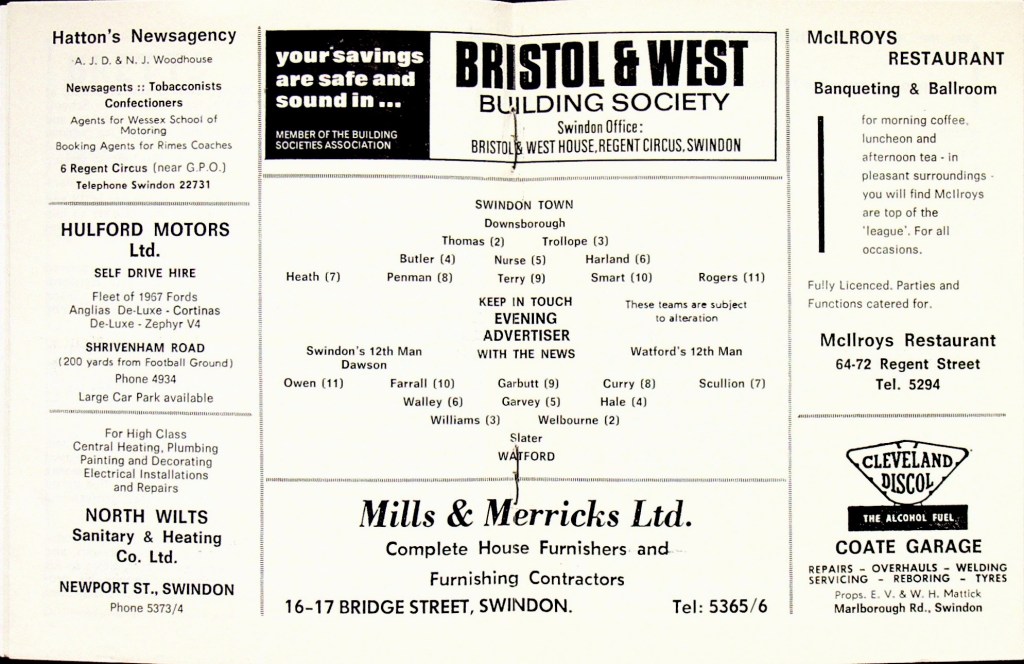 Hatton's Newsagency
A. J. D. & N. J. Woodhouse
Newsagents :: Tobacconists
Confectioners
Agents for Wessex School of
Motoring
Booking Agents for Rimes Coaches
6 Regent Circus (near G.P.O.)
Telephone Swindon 22731
HULFORD MOTORS
Ltd.
SELF DRIVE HIRE
Fleet of 1967 Fords
Anglias De-Luxe - Cortinas
De-Luxe - Zephyr V4
SHRIVENHAM ROAD
(200 yards from Football Ground)
Phone 4934
Large Car Park available
For High Class
Central Heating, Plumbing
Painting and Decorating
Electrical Installations
and Repairs
NORTH WILTS
Sanitary & Heating
Co. Ltd.
NEWPORT ST., SWINDON
Phone 5373/4
your savings
are safe and
sound in ...
MEMBER OF THE BUILDING
SOCIETIES ASSOCIATION
BRISTOL & WEST
BUILDING SOCIETY
Swindon Office:
BRISTOL & WEST HOUSE, REGENT CIRCUS, SWINDON
SWINDON TOWN
Downsborough
Thomas (2) Trollope (3)
Butler (4) Nurse (5) Harland (6)
Heath (7) Penman (8) Terry (9) Smart (10) Rogers (11)
KEEP IN TOUCH
EVENING
ADVERTISER
WITH THE NEWS
These teams are subject
to alteration
Swindon's 12th Man
Dawson
Watford's 12th Man
Owen (11) Farrall (10) Garbutt (9) Curry (8) Scullion (7)
Walley (6) Garvey (5) Hale (4)
Williams (3) Welbourne (2)
Slater
WATFORD
Mills & Merricks Ltd.
Complete House Furnishers and
Furnishing Contractors
16-17 BRIDGE STREET, SWINDON. Tel: 5365/6
McILROYS
RESTAURANT
Banqueting & Ballroom
for morning coffee,
luncheon and
afternoon tea - in
pleasant surroundings -
you will find McIlroys
are top of the
'league'. For all
occasions.
Fully Licenced. Parties and
Functions catered for.
McIlroys Restaurant
64-72 Regent Street
Tel. 5294
CLEVELAND
DISCOL
THE ALCOHOL FUEL
COATE GARAGE
REPAIRS - OVERHAULS - WELDING
SERVICING - REBORING - TYRES
Props. E. V. & W. H. Mattick
Marlborough Rd., Swindon